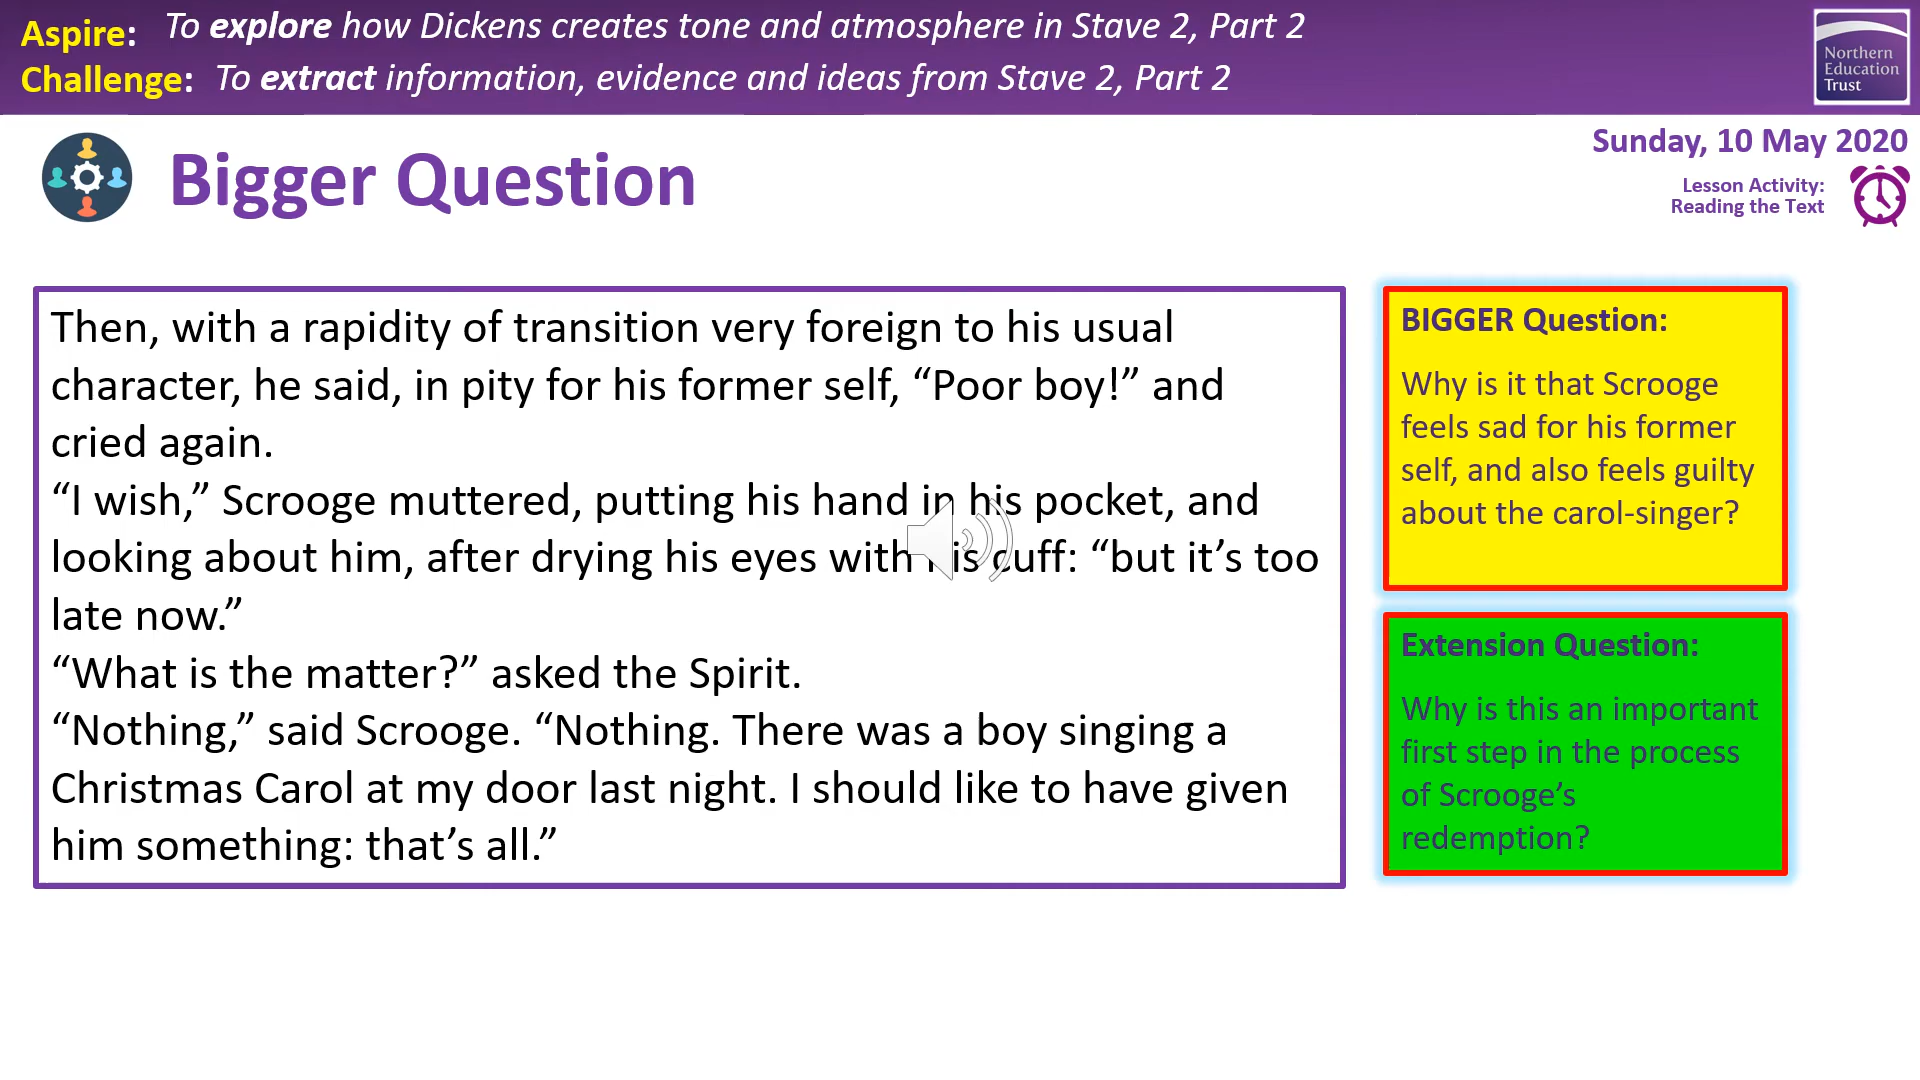 Aspire: To explore how Dickens creates tone and atmosphere in Stave 2, Part 2
Challenge: To extract information, evidence and ideas from Stave 2, Part 2
Northern
Education
Trust
Sunday, 10 May 2020
Lesson Activity:
Reading the Text
Bigger Question
Then, with a rapidity of transition very foreign to his usual
character, he said, in pity for his former self, “Poor boy!” and
cried again.
“I wish,” Scrooge muttered, putting his hand in his pocket, and
looking about him, after drying his eyes with his cuff: “but it’s too
late now.”
“What is the matter?” asked the Spirit.
“Nothing,” said Scrooge. “Nothing. There was a boy singing a
Christmas Carol at my door last night. I should like to have given
him something: that’s all.”
BIGGER Question:
Why is it that Scrooge
feels sad for his former
self, and also feels guilty
about the carol-singer?
Extension Question:
Why is this an important
first step in the process
of Scrooge’s
redemption?